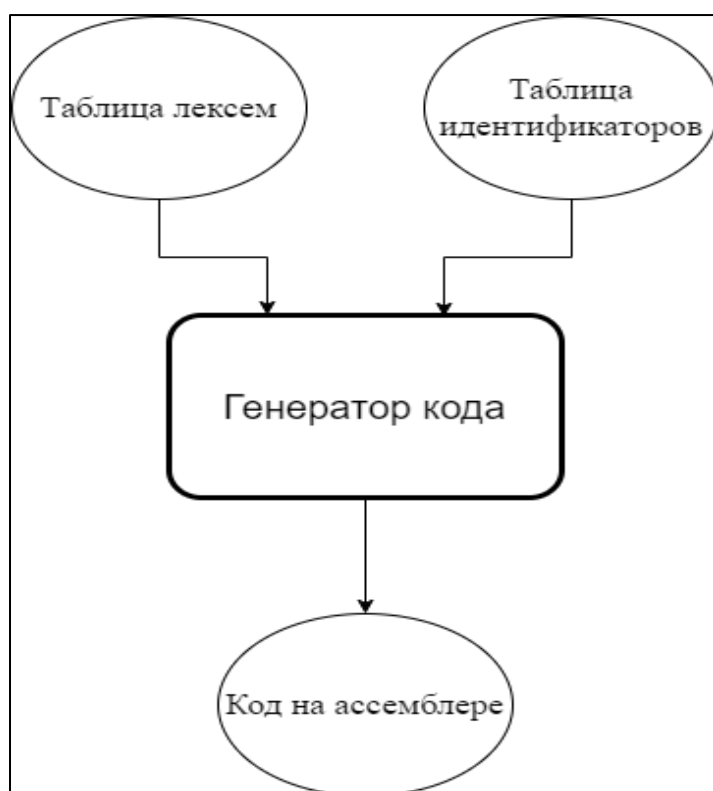 Таблица лексем
Таблица
идентификаторов
Генератор кода
Код на ассемблере